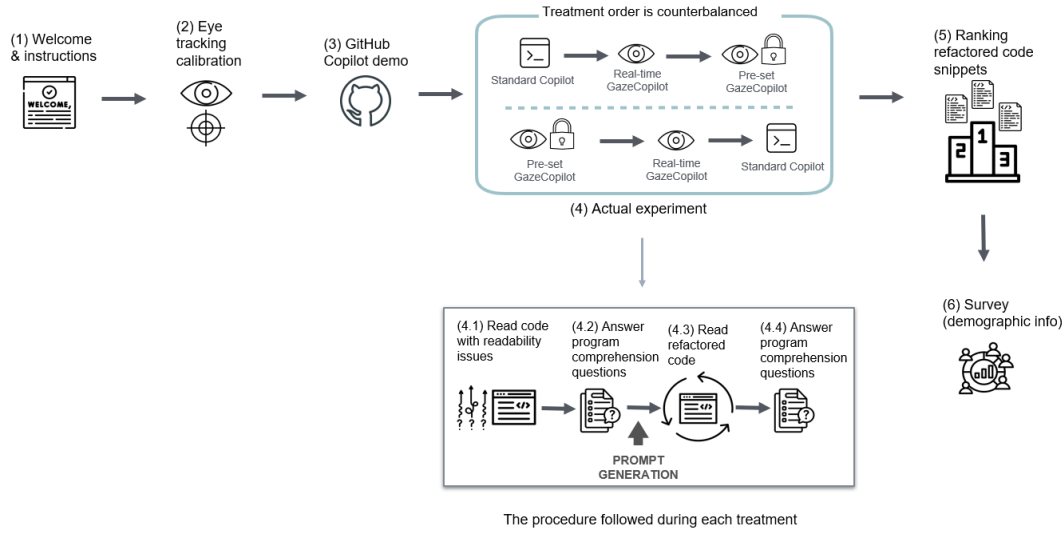 (1) Welcome
& instructions
WELCOME,
(2) Eye
tracking
calibration
(3) GitHub
Copilot demo
Treatment order is counterbalanced
Standard Copilot
Real-time
GazeCopilot
Pre-set
GazeCopilot
Pre-set
GazeCopilot
Real-time
GazeCopilot
Standard Copilot
(4) Actual experiment
(5) Ranking
refactored code
snippets
2 1 3
(6) Survey
(demographic info)
(4.1) Read code
with readability
issues
? ? ?
</>
(4.2) Answer
program
comprehension
questions
?
(4.3) Read
refactored
code
</>
(4.4) Answer
program
comprehension
questions
?
PROMPT
GENERATION
The procedure followed during each treatment